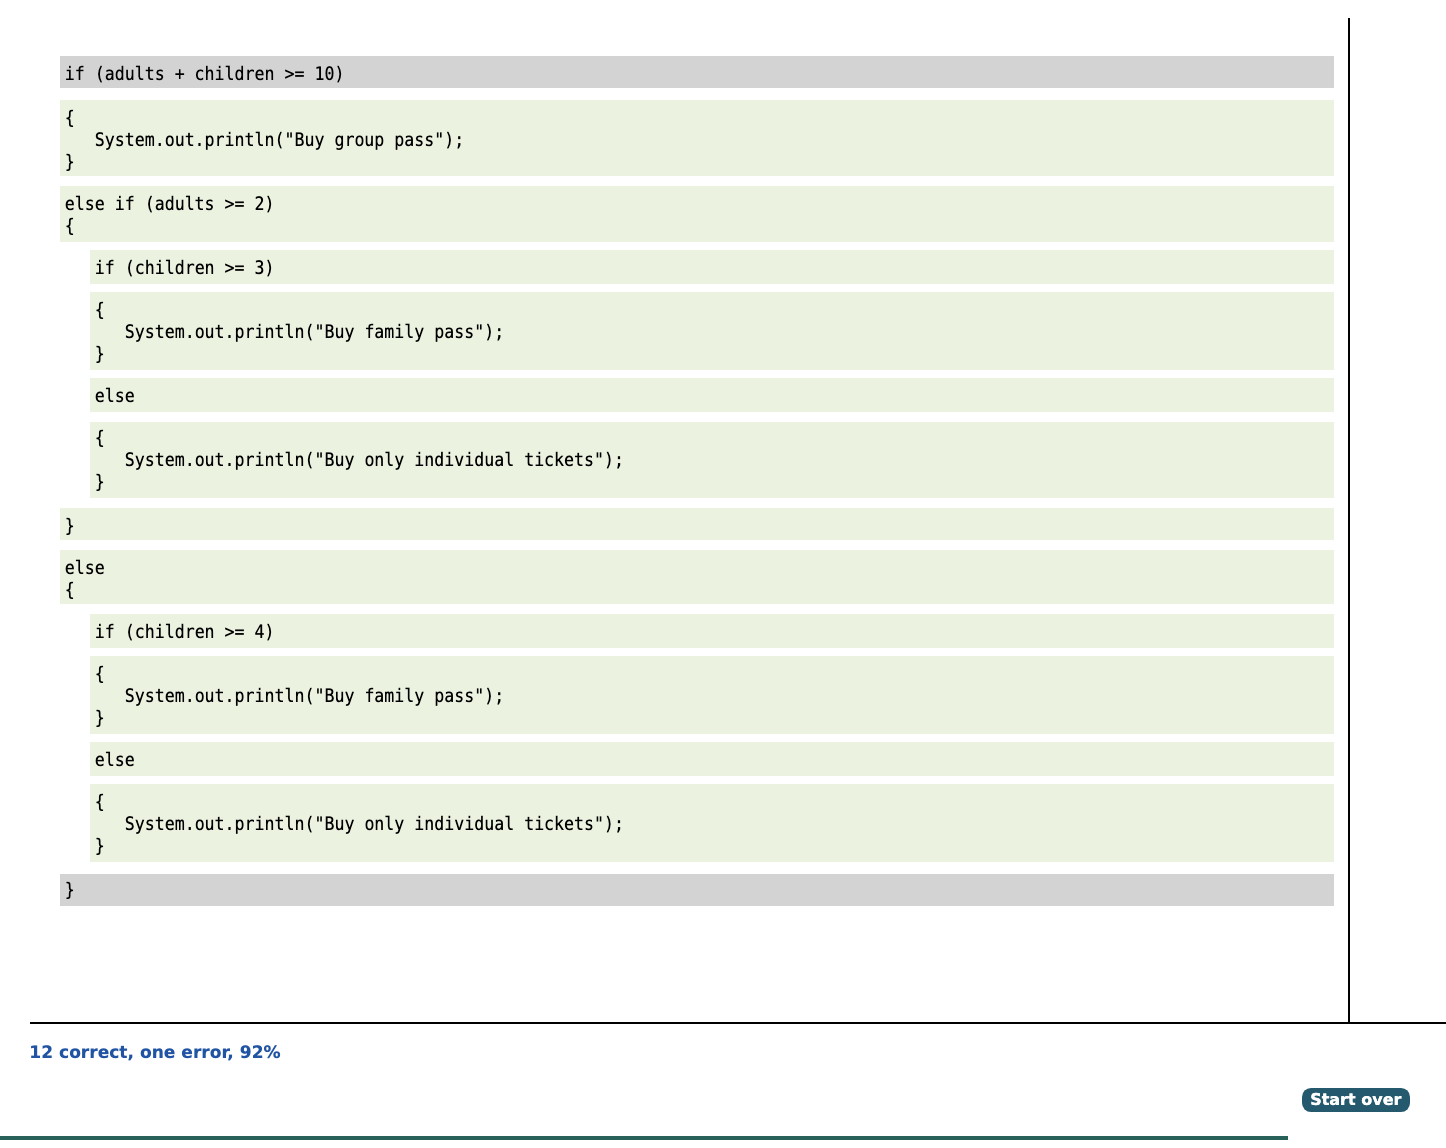 if (adults + children >= 10)
{
   System.out.println("Buy group pass");
}
else if (adults >= 2)
{
   if (children >= 3)
   {
      System.out.println("Buy family pass");
   }
   else
   {
      System.out.println("Buy only individual tickets");
   }
}
else
{
   if (children >= 4)
   {
      System.out.println("Buy family pass");
   }
   else
   {
      System.out.println("Buy only individual tickets");
   }
}
12 correct, one error, 92%
Start over